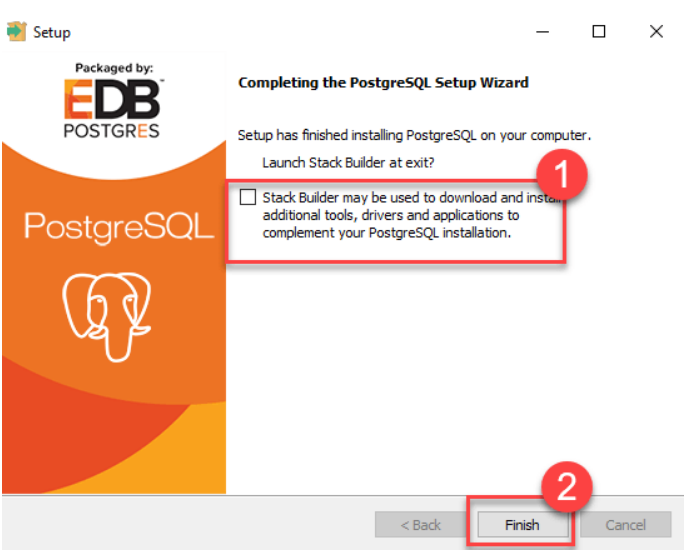 Setup
Packaged by:
EDB
POSTGRES
PostgreSQL
Completing the PostgreSQL Setup Wizard
Setup has finished installing PostgreSQL on your computer.
Launch Stack Builder at exit?
1
Stack Builder may be used to download and install
additional tools, drivers and applications to
complement your PostgreSQL installation.
2
< Back
Finish
Cancel